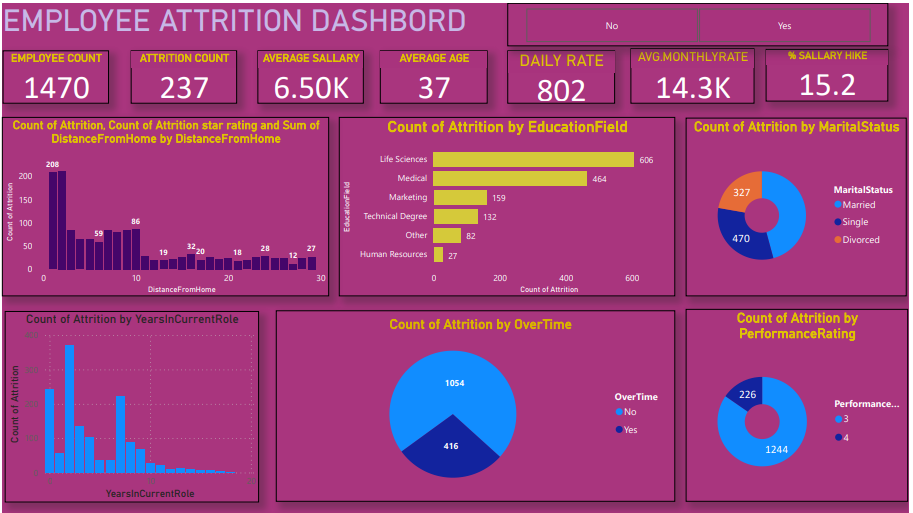 EMPLOYEE ATTRITION DASHBORD
No
Yes
EMPLOYEE COUNT
1470
ATTRITION COUNT
237
AVERAGE SALLARY
6.50K
AVERAGE AGE
37
DAILY RATE
802
AVG.MONTHLYRATE
14.3K
% SALLARY HIKE
15.2
Count of Attrition, Count of Attrition star rating and Sum of
DistanceFromHome by DistanceFromHome
Count of Attrition
200
150
100
50
0
208
59
86
19
32
20
18
28
12
27
0
10
20
30
DistanceFromHome
Count of Attrition by EducationField
EducationField
Life Sciences
606
Medical
464
Marketing
159
Technical Degree
132
Other
82
Human Resources
27
0
200
400
600
Count of Attrition
Count of Attrition by MaritalStatus
327
470
MaritalStatus
Married
Single
Divorced
Count of Attrition by YearsInCurrentRole
Count of Attrition
YearsInCurrentRole
Count of Attrition by OverTime
1054
416
OverTime
No
Yes
Count of Attrition by
PerformanceRating
226
1244
Performance...
3
4